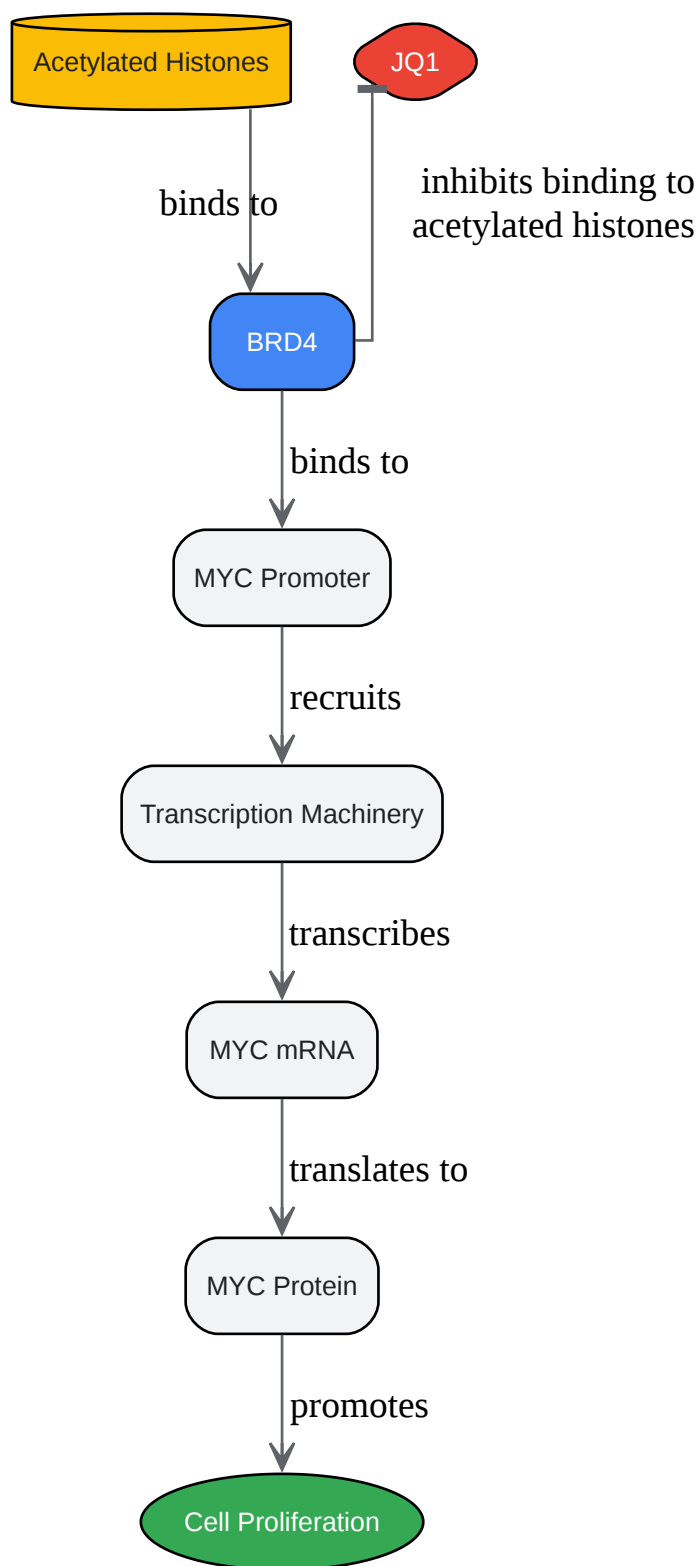 Acetylated Histones
JQ1
binds to
inhibits binding to
acetylated histones
BRD4
binds to
MYC Promoter
recruits
Transcription Machinery
transcribes
MYC mRNA
translates to
MYC Protein
promotes
Cell Proliferation